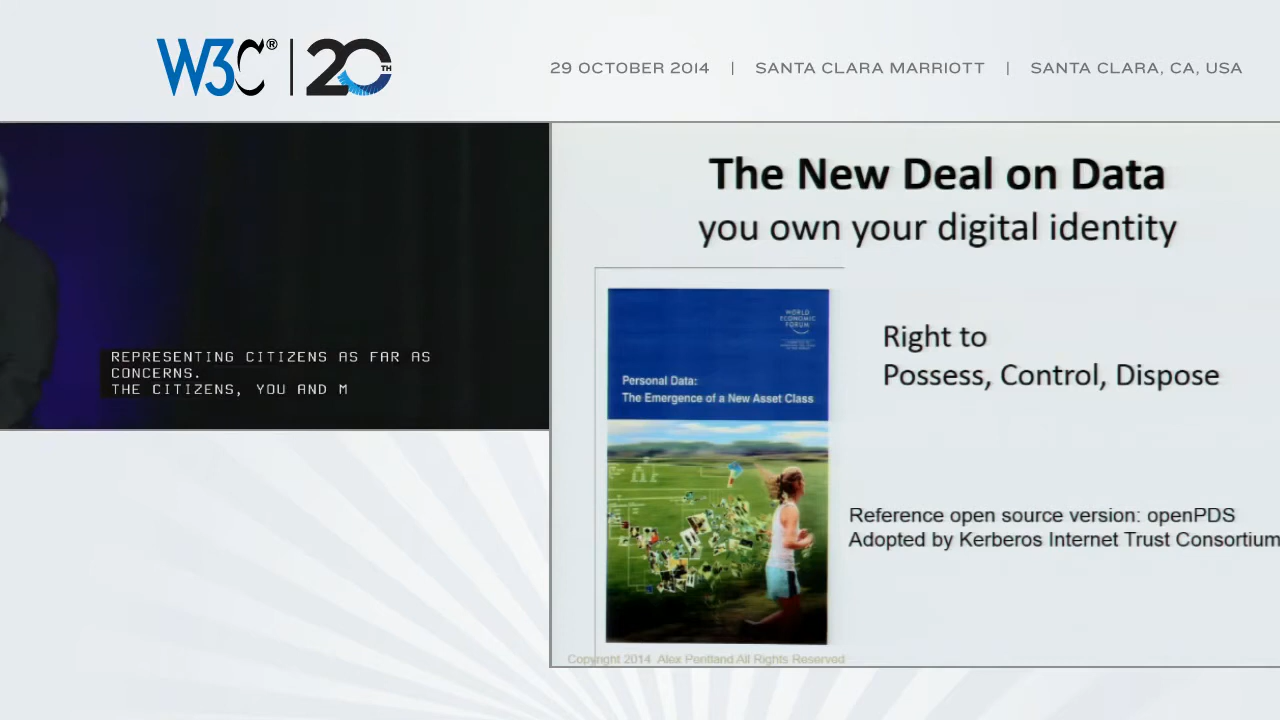 W3C® | 20TH
29 OCTOBER 2014 | SANTA CLARA MARRIOTT | SANTA CLARA, CA, USA
REPRESENTING CITIZENS AS FAR AS
CONCERNS.
THE CITIZENS, YOU AND M
The New Deal on Data
you own your digital identity
WORLD
ECONOMIC
FORUM
Personal Data:
The Emergence of a New Asset Class
Right to
Possess, Control, Dispose
Reference open source version: openPDS
Adopted by Kerberos Internet Trust Consortium
Copyright 2014 Alex Pentland All Rights Reserved